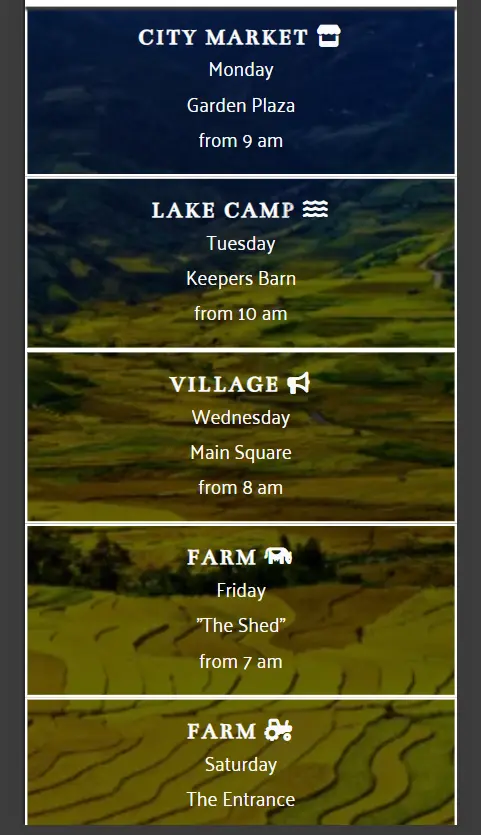 CITY MARKET
Monday
Garden Plaza
from 9 am
LAKE CAMP
Tuesday
Keepers Barn
from 10 am
VILLAGE
Wednesday
Main Square
from 8 am
FARM
Friday
"The Shed"
from 7 am
FARM
Saturday
The Entrance